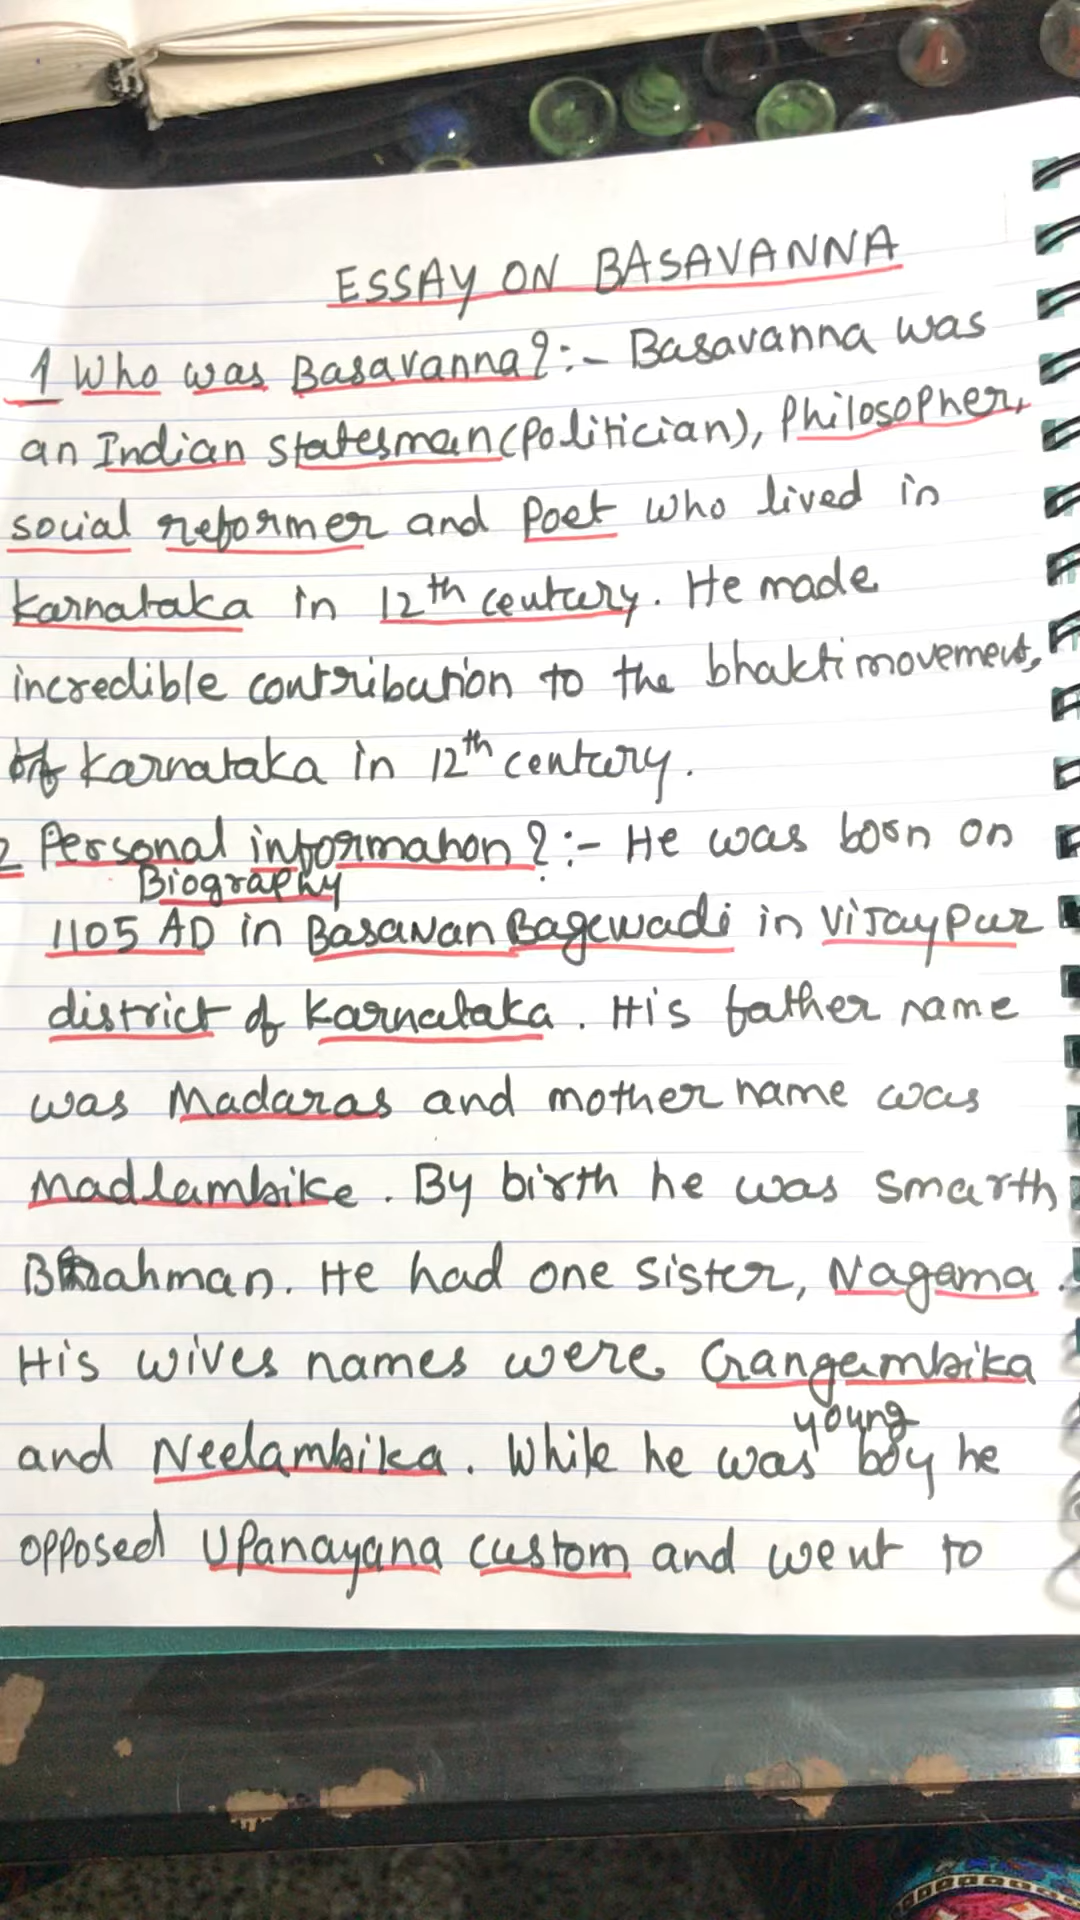 ESSAY ON BASAVANNA
1 Who was Basavanna?:- Basavanna was
an Indian statesman(Politician), Philosopher,
social reformer and Poet who lived in
Karnataka in 12th century. He made
incredible contribution to the bhakti movement,
of Karnataka in 12th century.
2 Personal information?:- He was born on
Biography
1105 AD in Basavan Bagewadi in Vijaypur
district of Karnataka. His father name
was Madaras and mother name was
Madlambike. By birth he was Smarth
Brahman. He had one sister, Nagama.
His wives names were Gangambika
young
and Neelambika. While he was boy he
opposed Upanayana custom and went to